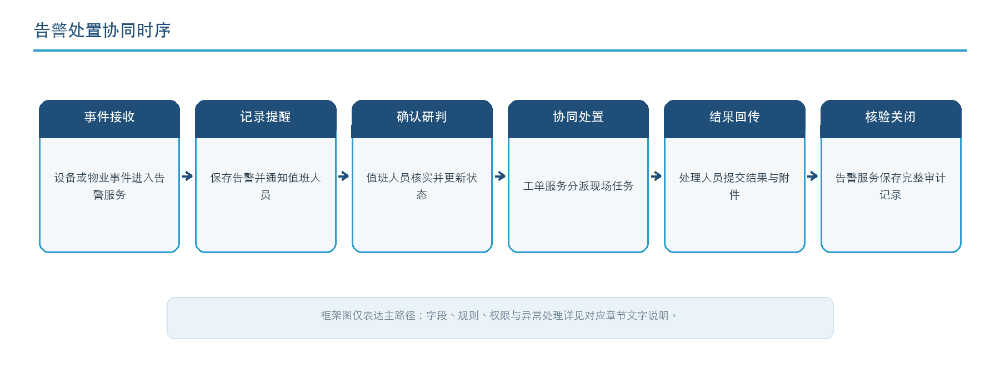 告警处置协同时序
事件接收
设备或物业事件进入告
警服务
记录提醒
保存告警并通知值班人
员
确认研判
值班人员核实并更新状
态
协同处置
工单服务分派现场任务
结果回传
处理人员提交结果与附
件
核验关闭
告警服务保存完整审计
记录
框架图仅表达主路径；字段、规则、权限与异常处理详见对应章节文字说明。